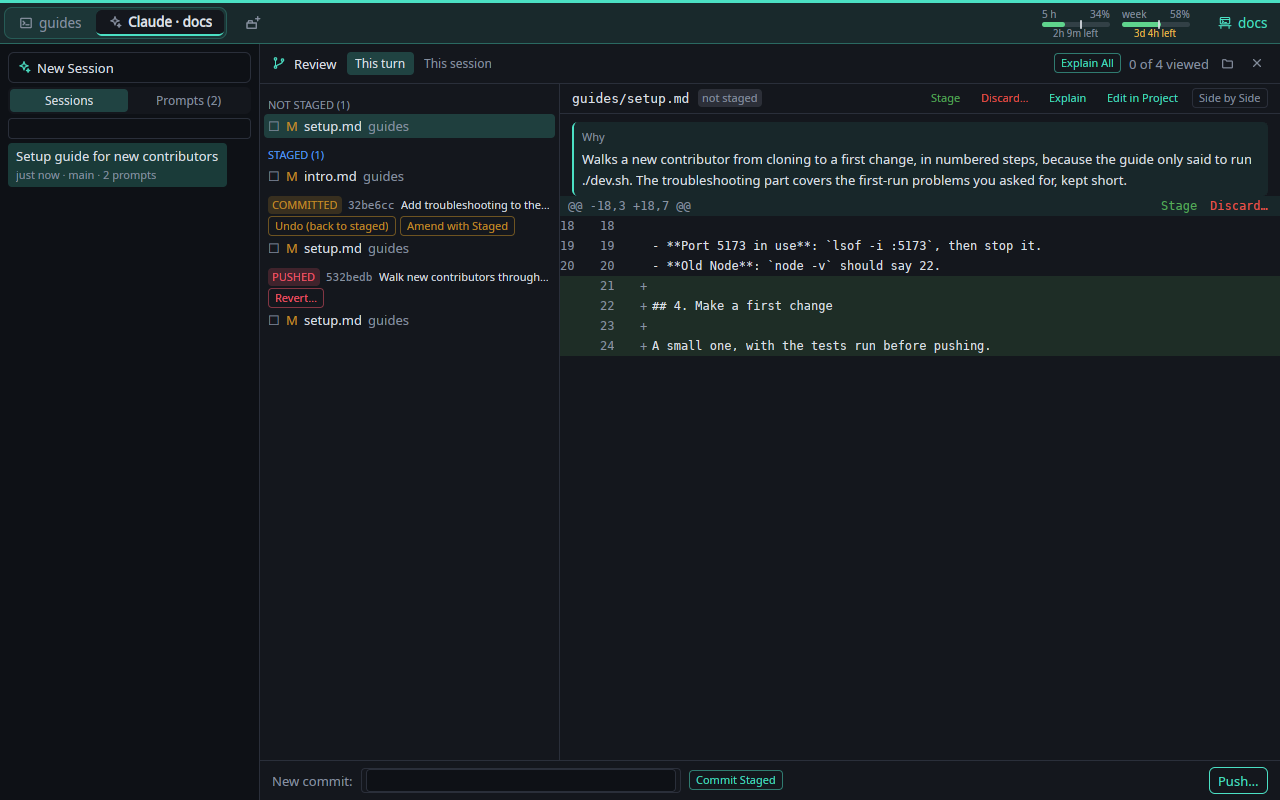 guides
Claude · docs
5 h 34%
2h 9m left
week 58%
3d 4h left
docs
New Session
Sessions
Prompts (2)
Setup guide for new contributors
just now · main · 2 prompts
Review
This turn
This session
Explain All
0 of 4 viewed
NOT STAGED (1)
M setup.md guides
STAGED (1)
M intro.md guides
COMMITTED 32be6cc Add troubleshooting to the…
Undo (back to staged)
Amend with Staged
M setup.md guides
PUSHED 532bedb Walk new contributors through…
Revert…
M setup.md guides
guides/setup.md not staged
Stage
Discard…
Explain
Edit in Project
Side by Side
Why
Walks a new contributor from cloning to a first change, in numbered steps, because the guide only said to run
./dev.sh. The troubleshooting part covers the first-run problems you asked for, kept short.
@@ -18,3 +18,7 @@
Stage
Discard…
18 18
19 19 - **Port 5173 in use**: `lsof -i :5173`, then stop it.
20 20 - **Old Node**: `node -v` should say 22.
21 +
22 + ## 4. Make a first change
23 +
24 + A small one, with the tests run before pushing.
New commit:
Commit Staged
Push…